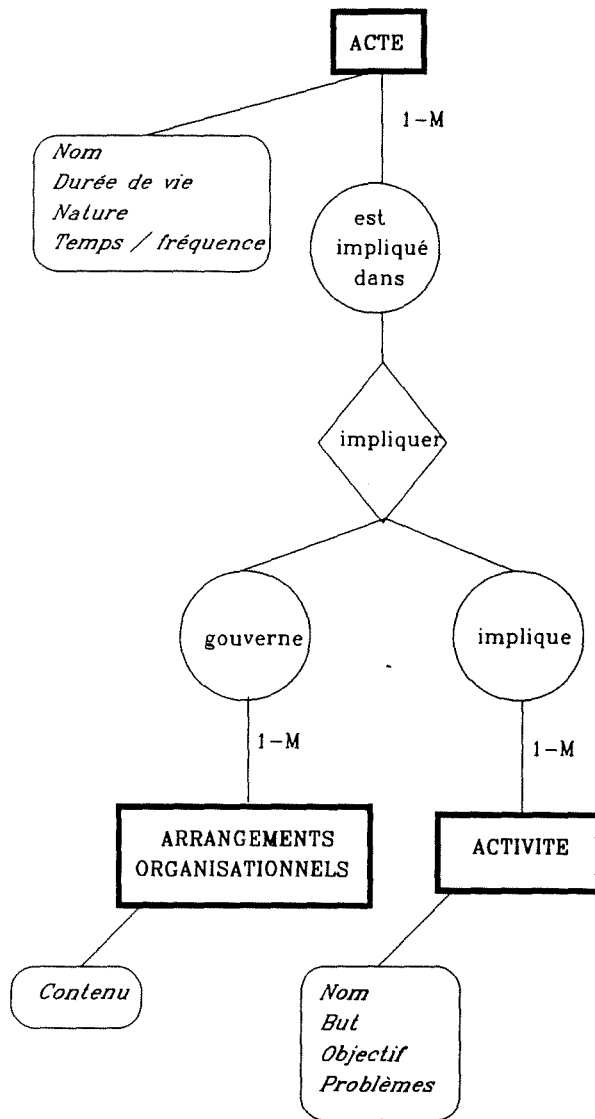 ACTE
1-M
Nom
Durée de vie
Nature
Temps / fréquence
est
impliqué
dans
impliquer
gouverne
implique
1-M
1-M
ARRANGEMENTS
ORGANISATIONNELS
ACTIVITE
Contenu
Nom
But
Objectif
Problèmes